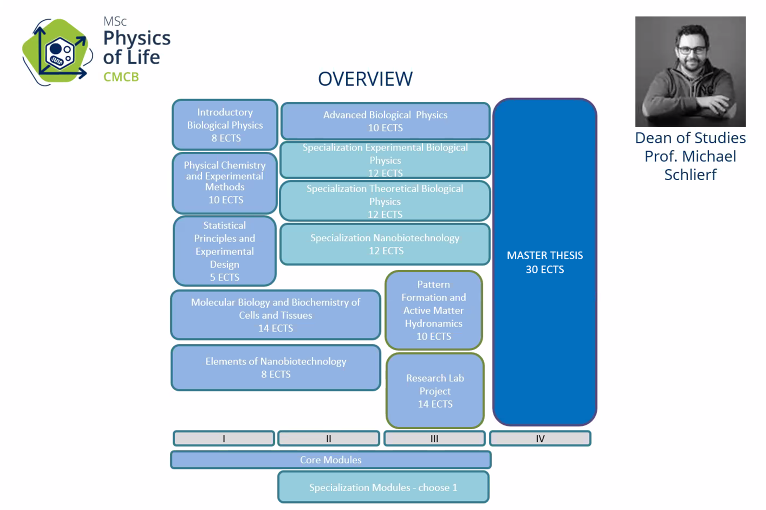 MSc
Physics
of Life
CMCB
OVERVIEW
Dean of Studies
Prof. Michael
Schlierf
Introductory
Biological Physics
8 ECTS
Physical Chemistry
and Experimental
Methods
10 ECTS
Statistical
Principles and
Experimental
Design
5 ECTS
Advanced Biological Physics
10 ECTS
Specialization Experimental Biological
Physics
12 ECTS
Specialization Theoretical Biological
Physics
12 ECTS
Specialization Nanobiotechnology
12 ECTS
Molecular Biology and Biochemistry of
Cells and Tissues
14 ECTS
Elements of Nanobiotechnology
8 ECTS
Pattern
Formation and
Active Matter
Hydronamics
10 ECTS
Research Lab
Project
14 ECTS
MASTER THESIS
30 ECTS
I II III IV
Core Modules
Specialization Modules - choose 1